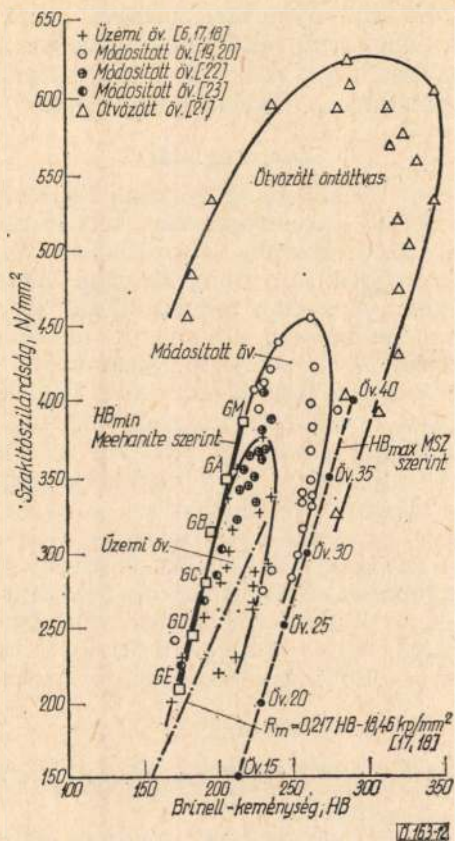 650
600
550
500
450
400
350
300
250
200
150
Szakítószilárdság, N/mm²
+ Üzemi öv. [6,17,18]
○ Módosított öv. [19,20]
Módosított öv. [22]
Módosított öv. [23]
△ Ötvözött öv. [21]
Ötvözött öntöttvas
Módosított öv.
HBmin
Meehanite szerint
GM
GA
GB
GC
GD
GE
Üzemi öv.
Öv. 40
HBmax MSZ
szerint
Öv. 35
Öv. 30
Öv. 25
Öv. 20
Öv. 15
Rm=0,217 HB-18,46 kp/mm²
[17,18]
100 150 200 250 300 350
Brinell-keménység, HB
Ö.163-12